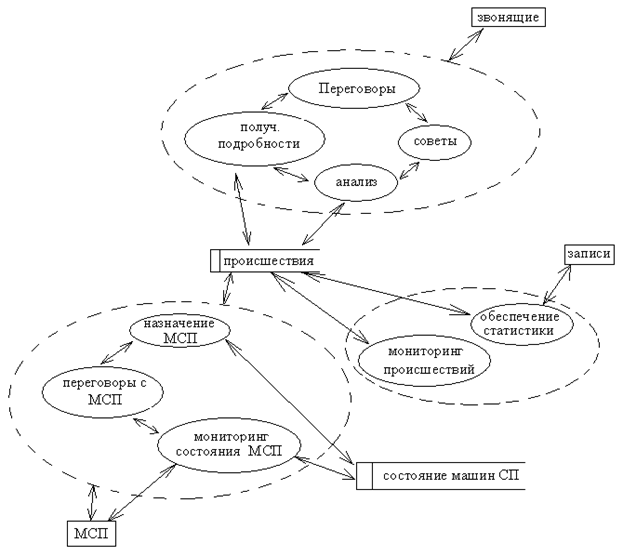 звонящие
Переговоры
получ.
подробности
советы
анализ
происшествия
записи
обеспечение
статистики
мониторинг
происшествий
назначение
МСП
переговоры с
МСП
мониторинг
состояния МСП
состояние машин СП
МСП